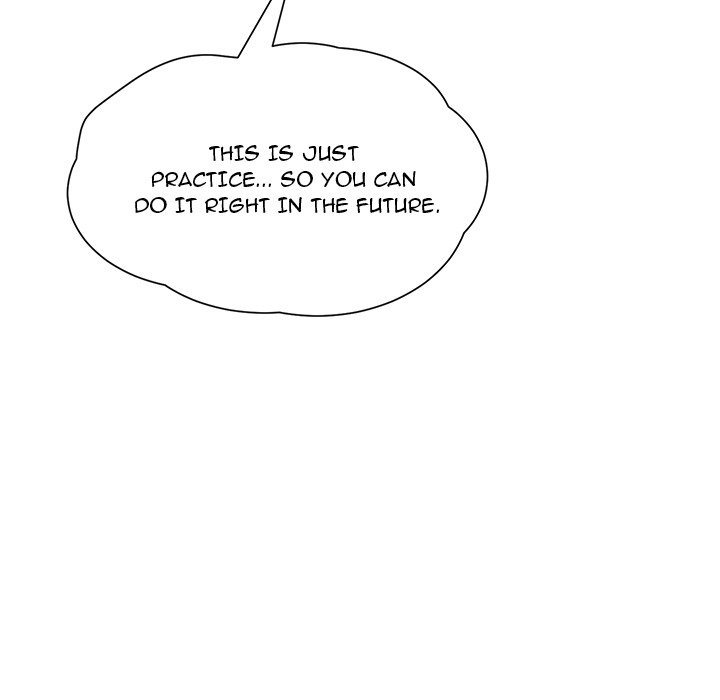 THIS IS JUST
PRACTICE... SO YOU CAN
DO IT RIGHT IN THE FUTURE.